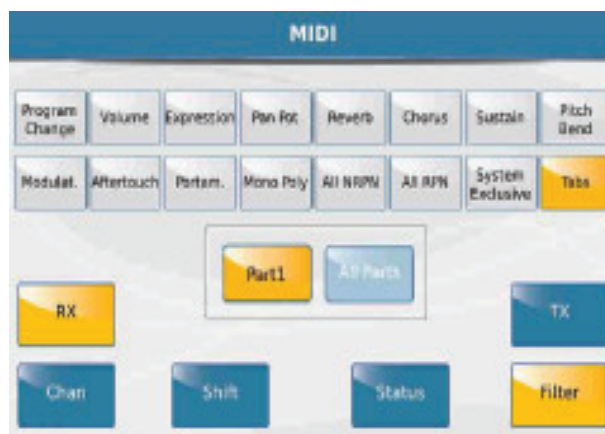 MIDI
Program Change
Volume
Expression
Pan Pot
Reverb
Chorus
Sustain
Pitch Bend
Modulat.
Aftertouch
Portam.
Mono Poly
All NRPN
All RPN
System Exclusive
Tabs
Part1
All Parts
RX
TX
Chan
Shift
Status
Filter